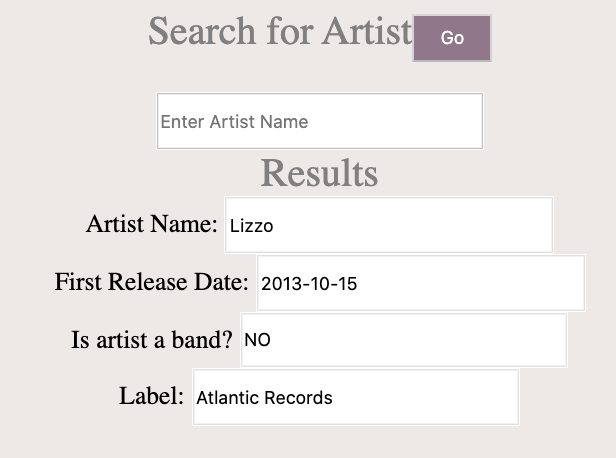 Search for Artist Go
Enter Artist Name
Results
Artist Name: Lizzo
First Release Date: 2013-10-15
Is artist a band? NO
Label: Atlantic Records